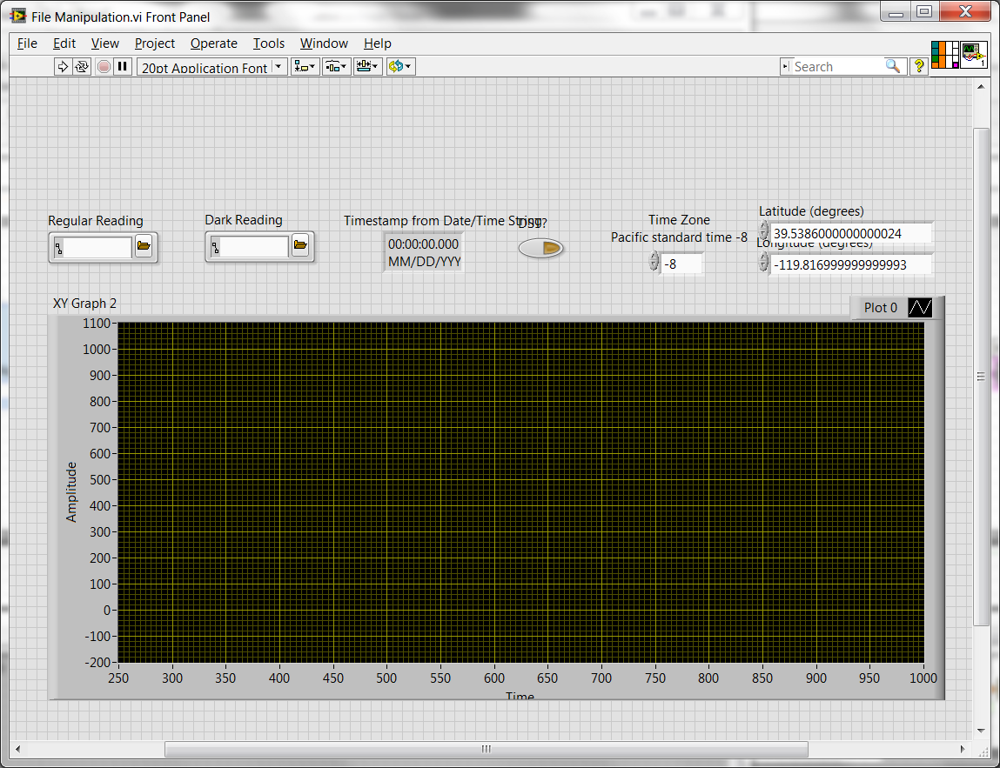 File Manipulation.vi Front Panel
File Edit View Project Operate Tools Window Help
20pt Application Font
Search
?
1
Regular Reading
Dark Reading
Timestamp from Date/Time String
DST?
00:00:00.000
MM/DD/YYY
Time Zone
Pacific standard time -8
-8
Latitude (degrees)
39.5386000000000024
Longitude (degrees)
-119.816999999999993
XY Graph 2
Plot 0
1100
1000
900
800
700
600
500
400
300
200
100
0
-100
-200
Amplitude
250 300 350 400 450 500 550 600 650 700 750 800 850 900 950 1000
Time